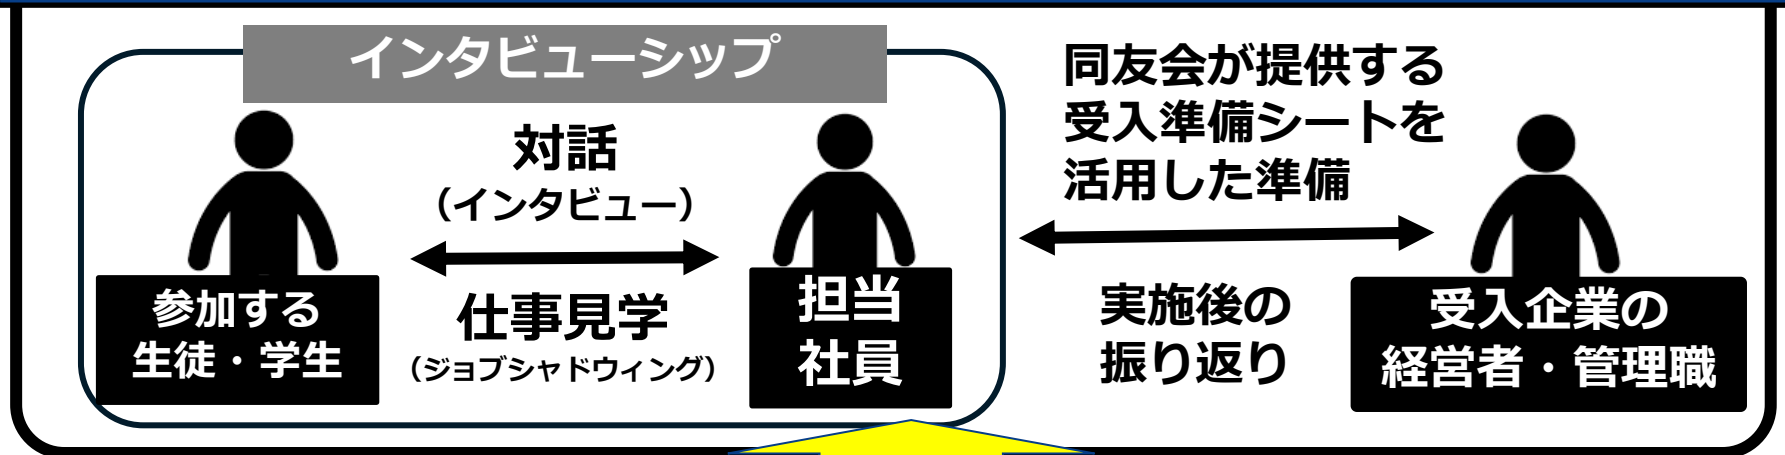 インタビューシップ
対話
（インタビュー）
仕事見学
（ジョブシャドウィング）
参加する
生徒・学生
担当
社員
同友会が提供する
受入準備シートを
活用した準備
実施後の
振り返り
受入企業の
経営者・管理職